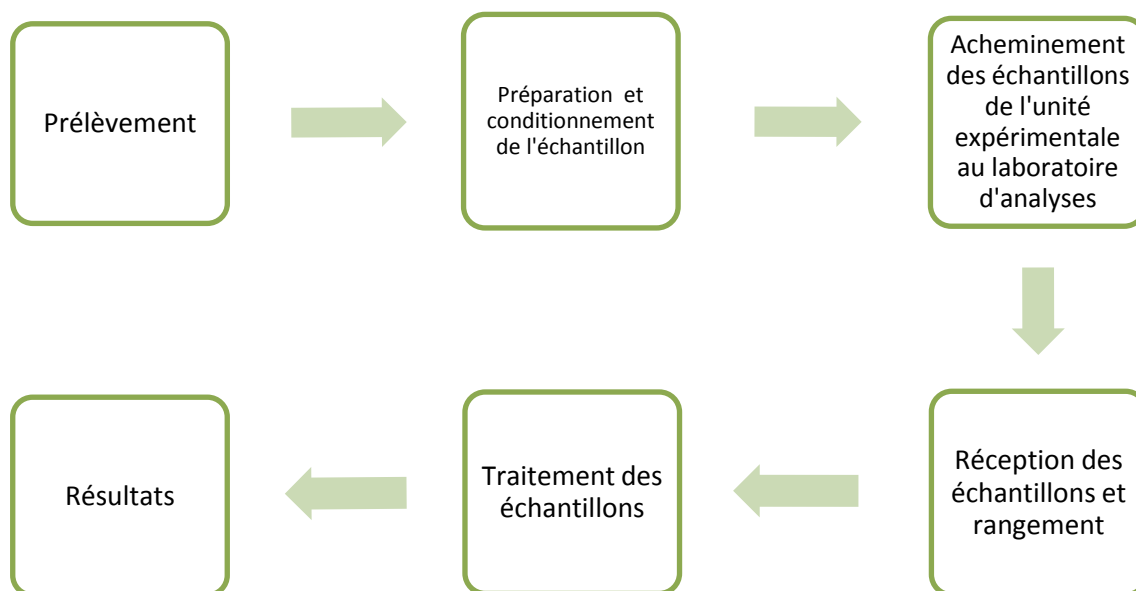 Prélèvement
Préparation et
conditionnement
de l'échantillon
Acheminement
des échantillons
de l'unité
expérimentale
au laboratoire
d'analyses
Réception des
échantillons et
rangement
Traitement des
échantillons
Résultats